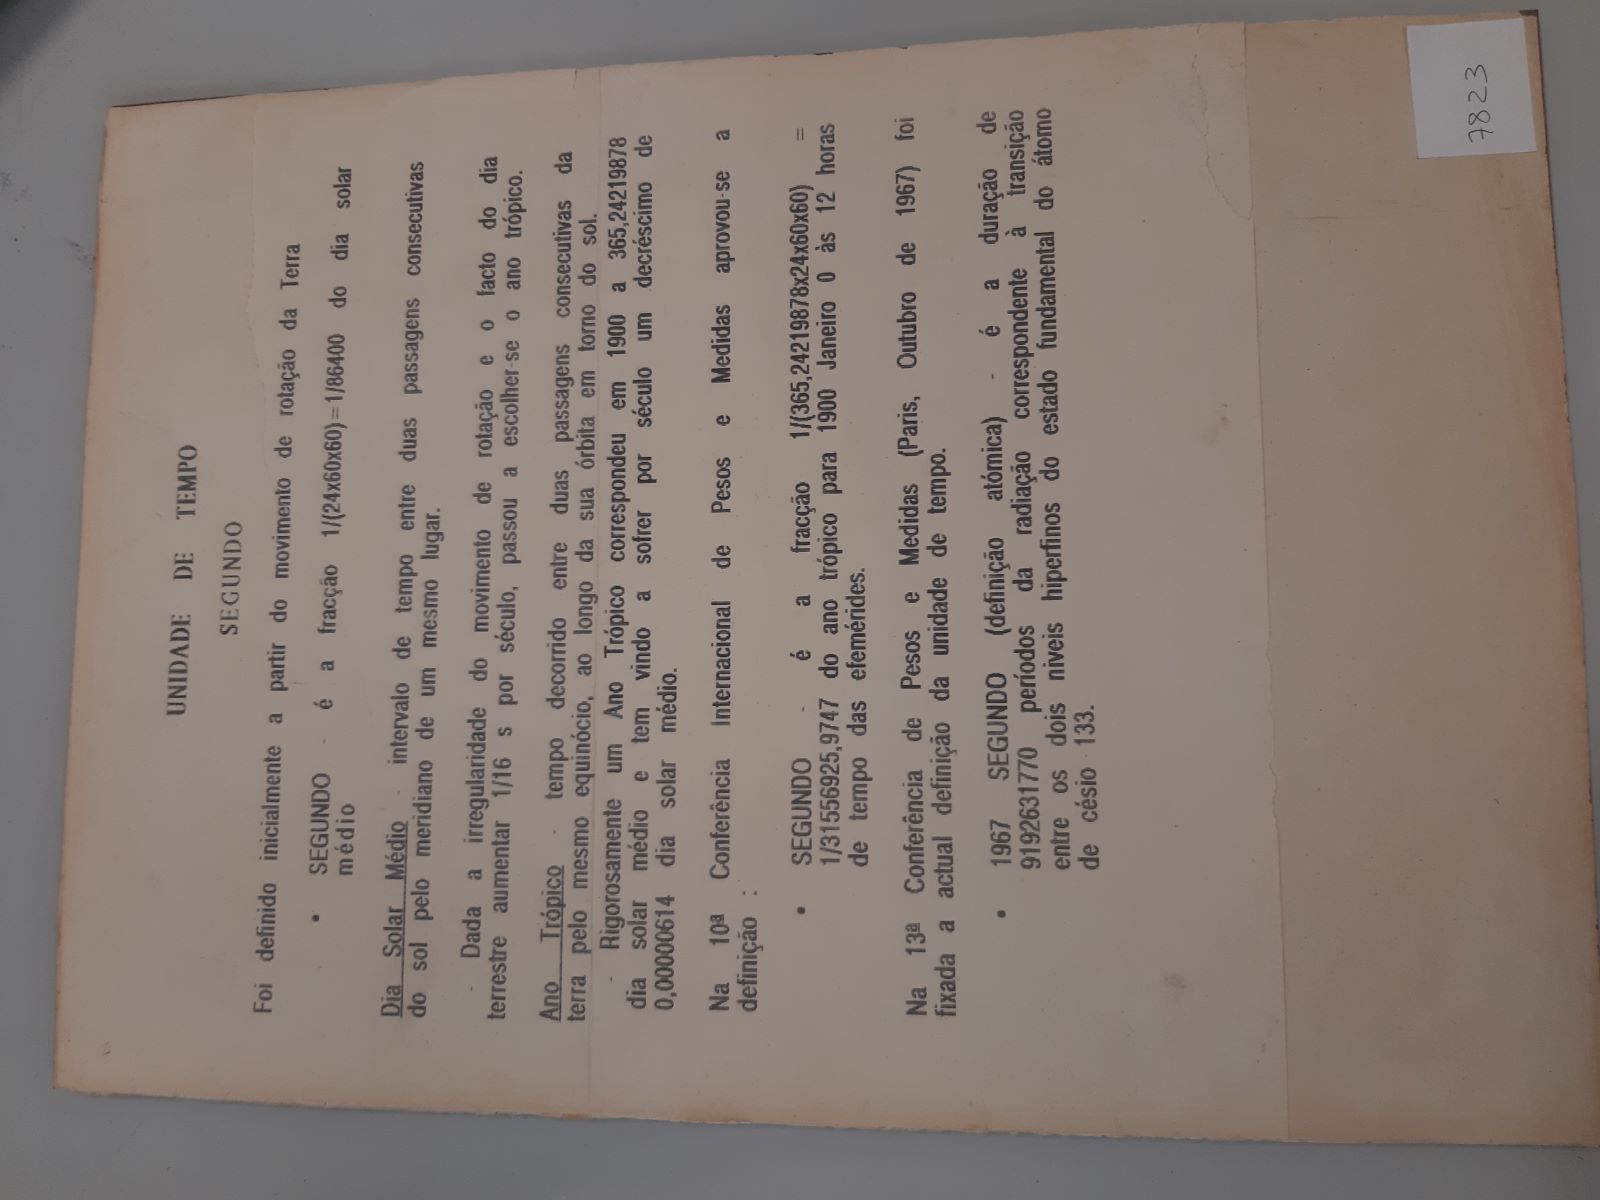 UNIDADE DE TEMPO
SEGUNDO
Foi definido inicialmente a partir do movimento de rotação da Terra
• SEGUNDO - é a fracção 1/(24x60x60)=1/86400 do dia solar
médio
Dia Solar Médio - intervalo de tempo entre duas passagens consecutivas
do sol pelo meridiano de um mesmo lugar.
- Dada a irregularidade do movimento de rotação e o facto do dia
terrestre aumentar 1/16 s por século, passou a escolher-se o ano trópico.
Ano Trópico - tempo decorrido entre duas passagens consecutivas da
terra pelo mesmo equinócio, ao longo da sua órbita em torno do sol.
- Rigorosamente um Ano Trópico correspondeu em 1900 a 365,24219878
dia solar médio e tem vindo a sofrer por século um decréscimo de
0,00000614 dia solar médio.
Na 10ª Conferência Internacional de Pesos e Medidas aprovou-se a
definição :
• SEGUNDO - é a fracção 1/(365,24219878x24x60x60) =
1/31556925,9747 do ano trópico para 1900 Janeiro 0 às 12 horas
de tempo das efemérides.
Na 13ª Conferência de Pesos e Medidas (Paris, Outubro de 1967) foi
fixada a actual definição da unidade de tempo.
• 1967 SEGUNDO (definição atómica) - é a duração de
9192631770 períodos da radiação correspondente à transição
entre os dois níveis hiperfinos do estado fundamental do átomo
de césio 133.
7823